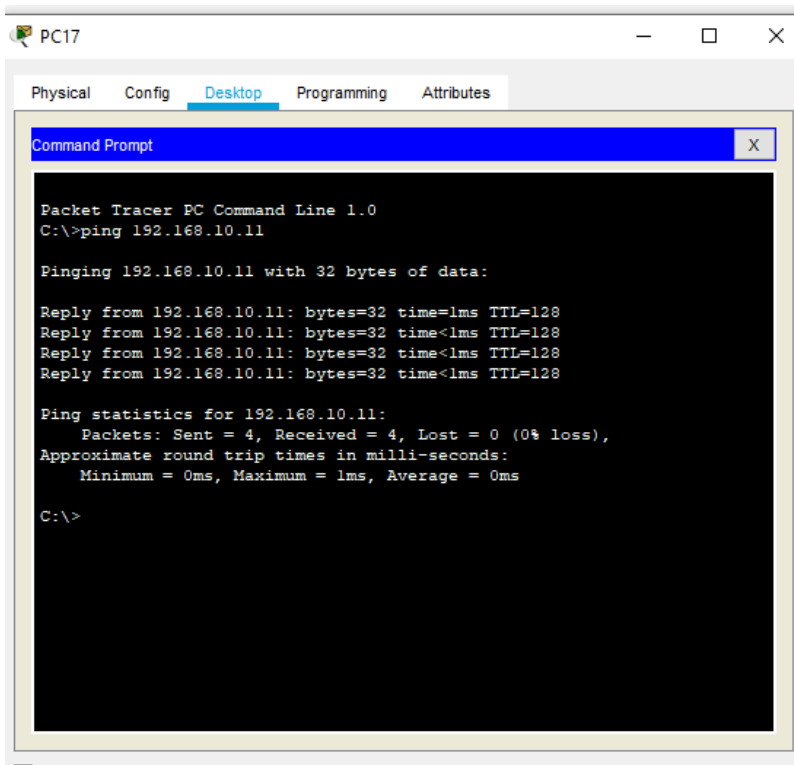 PC17
Physical Config Desktop Programming Attributes
Command Prompt X
Packet Tracer PC Command Line 1.0
C:\>ping 192.168.10.11
Pinging 192.168.10.11 with 32 bytes of data:
Reply from 192.168.10.11: bytes=32 time=1ms TTL=128
Reply from 192.168.10.11: bytes=32 time<1ms TTL=128
Reply from 192.168.10.11: bytes=32 time<1ms TTL=128
Reply from 192.168.10.11: bytes=32 time<1ms TTL=128
Ping statistics for 192.168.10.11:
Packets: Sent = 4, Received = 4, Lost = 0 (0% loss),
Approximate round trip times in milli-seconds:
Minimum = 0ms, Maximum = 1ms, Average = 0ms
C:\>